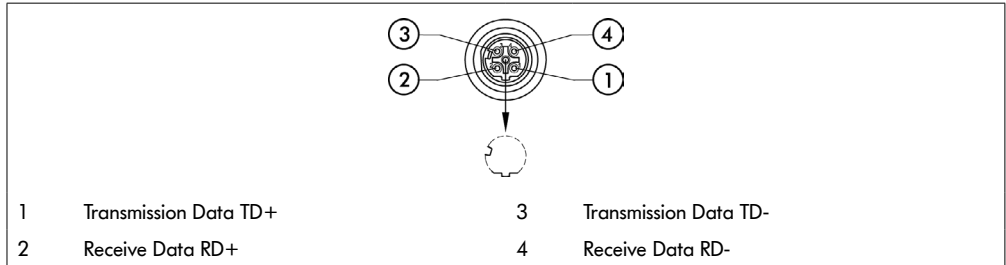 3 4
2 1
1 Transmission Data TD+ 3 Transmission Data TD-
2 Receive Data RD+ 4 Receive Data RD-